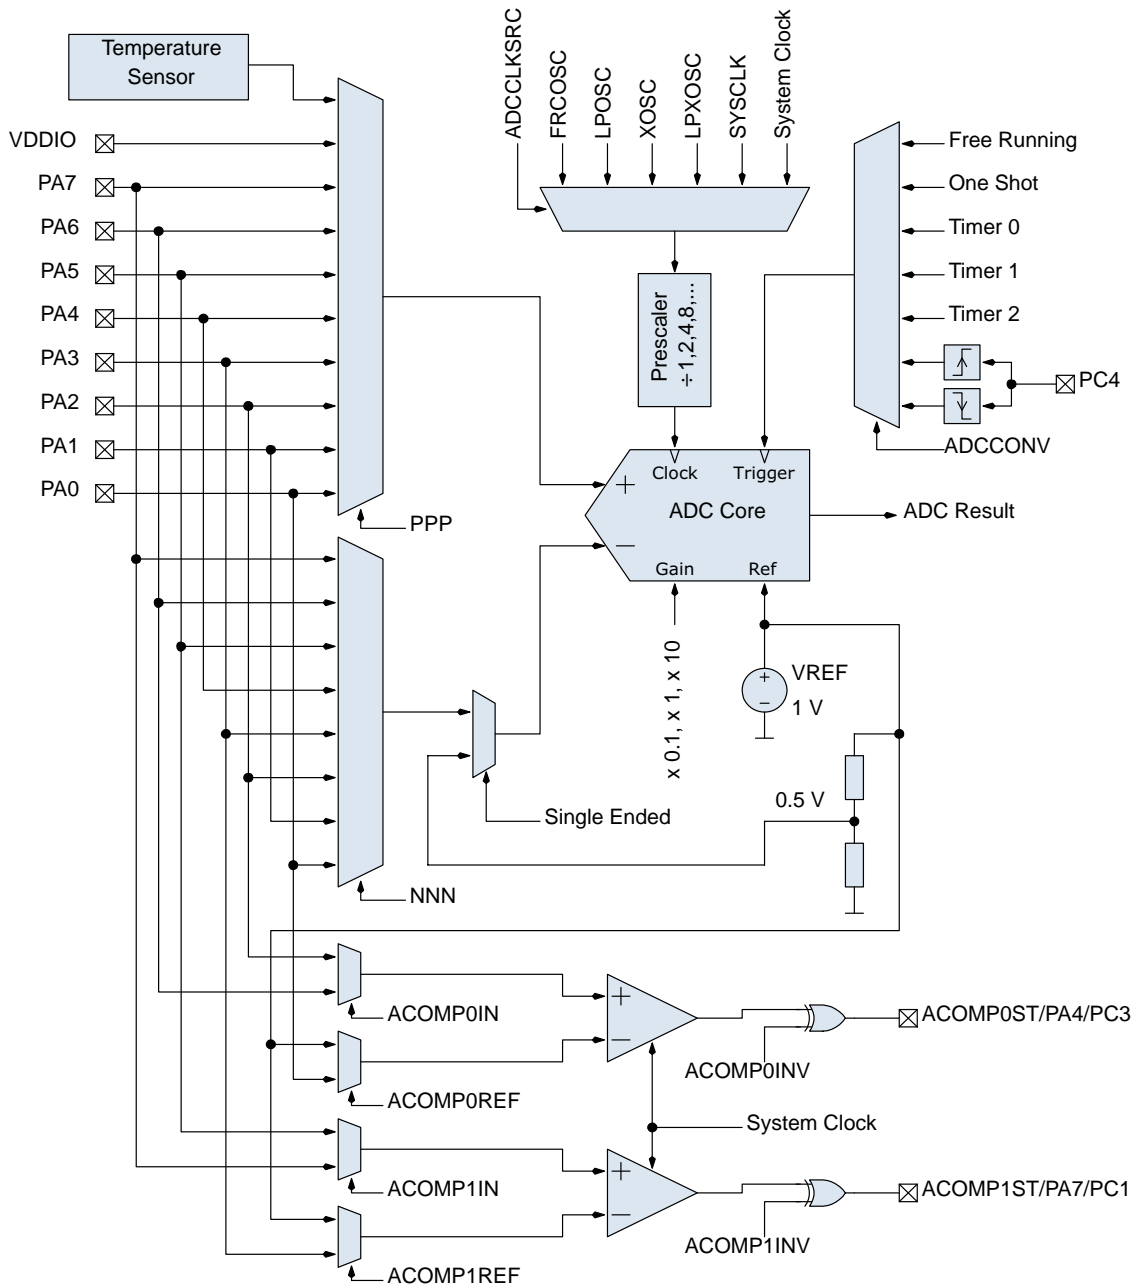 Temperature
Sensor
VDDIO
PA7
PA6
PA5
PA4
PA3
PA2
PA1
PA0
PPP
NNN
ADCCLKSRC
FRCOSC
LPOSC
XOSC
LPXOSC
SYSCLK
System Clock
Prescaler
÷1,2,4,8,...
Free Running
One Shot
Timer 0
Timer 1
Timer 2
PC4
ADCCONV
Clock
Trigger
+
ADC Core
−
Gain
Ref
ADC Result
x 0.1, x 1, x 10
+
−
VREF
1 V
0.5 V
Single Ended
ACOMP0IN
ACOMP0REF
+
−
ACOMP0INV
ACOMP0ST/PA4/PC3
System Clock
ACOMP1IN
ACOMP1REF
+
−
ACOMP1INV
ACOMP1ST/PA7/PC1